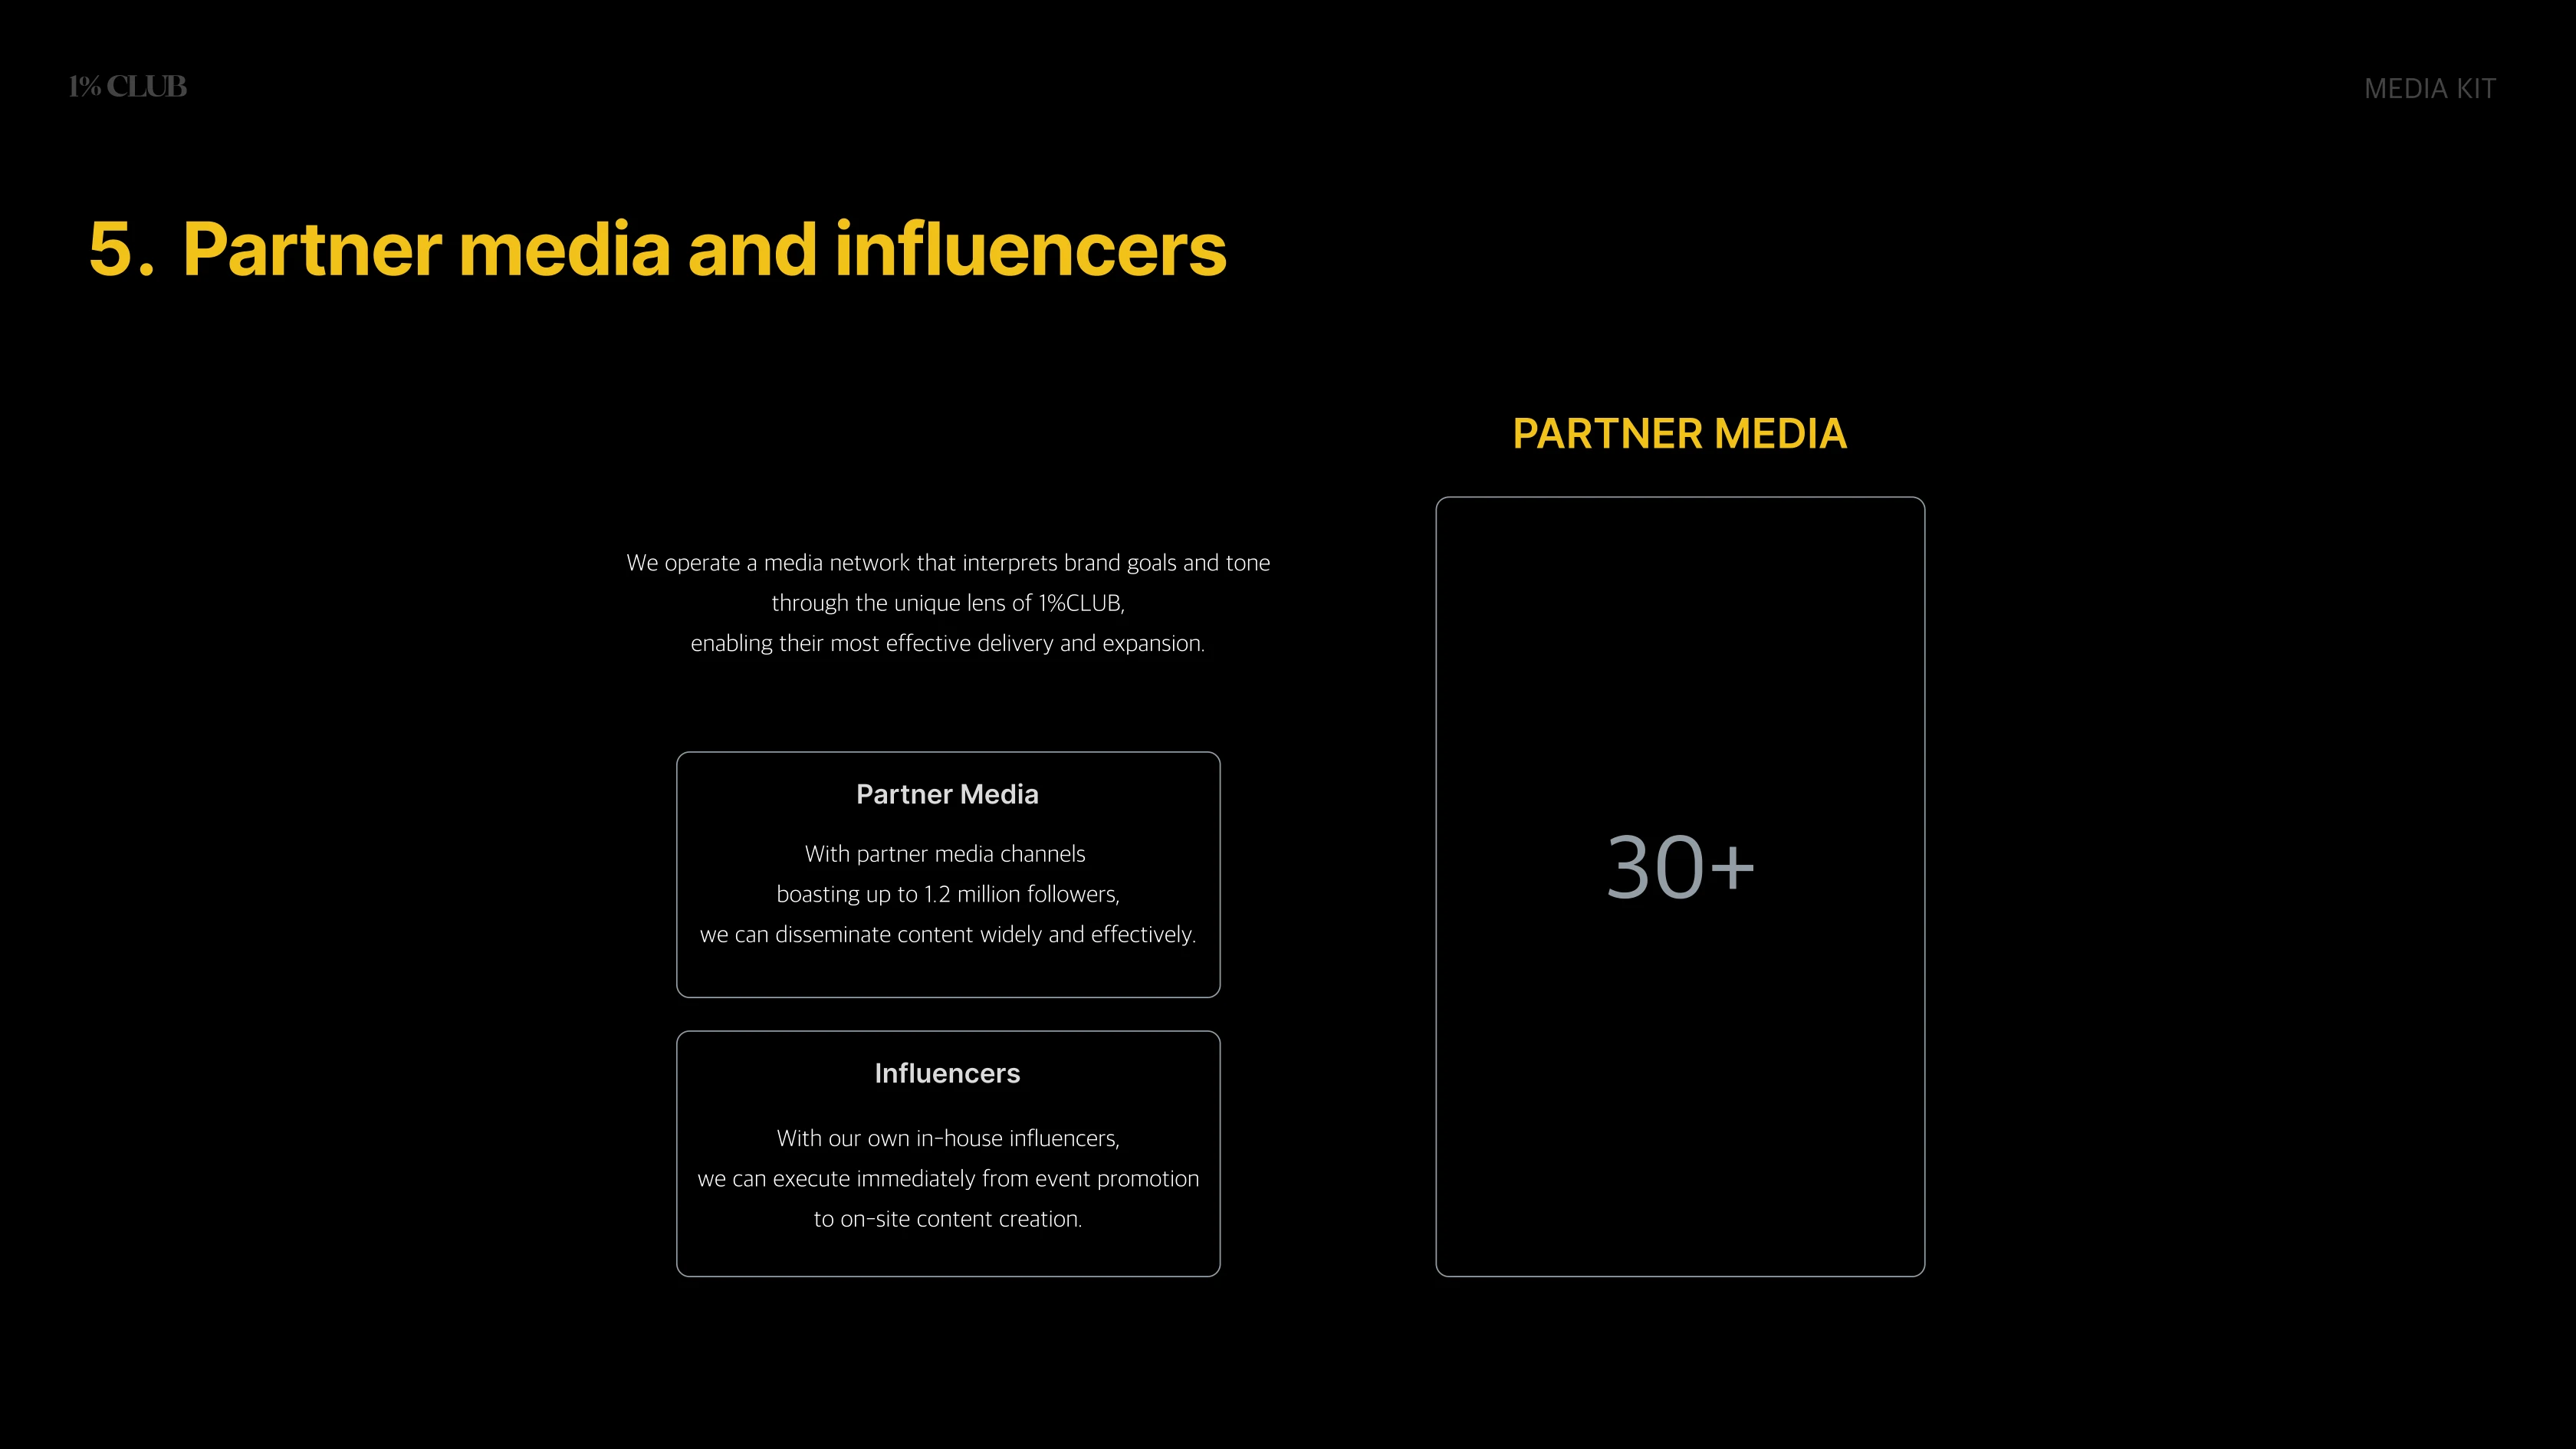 1% CLUB
MEDIA KIT
5. Partner media and influencers
We operate a media network that interprets brand goals and tone
through the unique lens of 1%CLUB,
enabling their most effective delivery and expansion.
Partner Media
With partner media channels
boasting up to 1.2 million followers,
we can disseminate content widely and effectively.
Influencers
With our own in-house influencers,
we can execute immediately from event promotion
to on-site content creation.
PARTNER MEDIA
30+